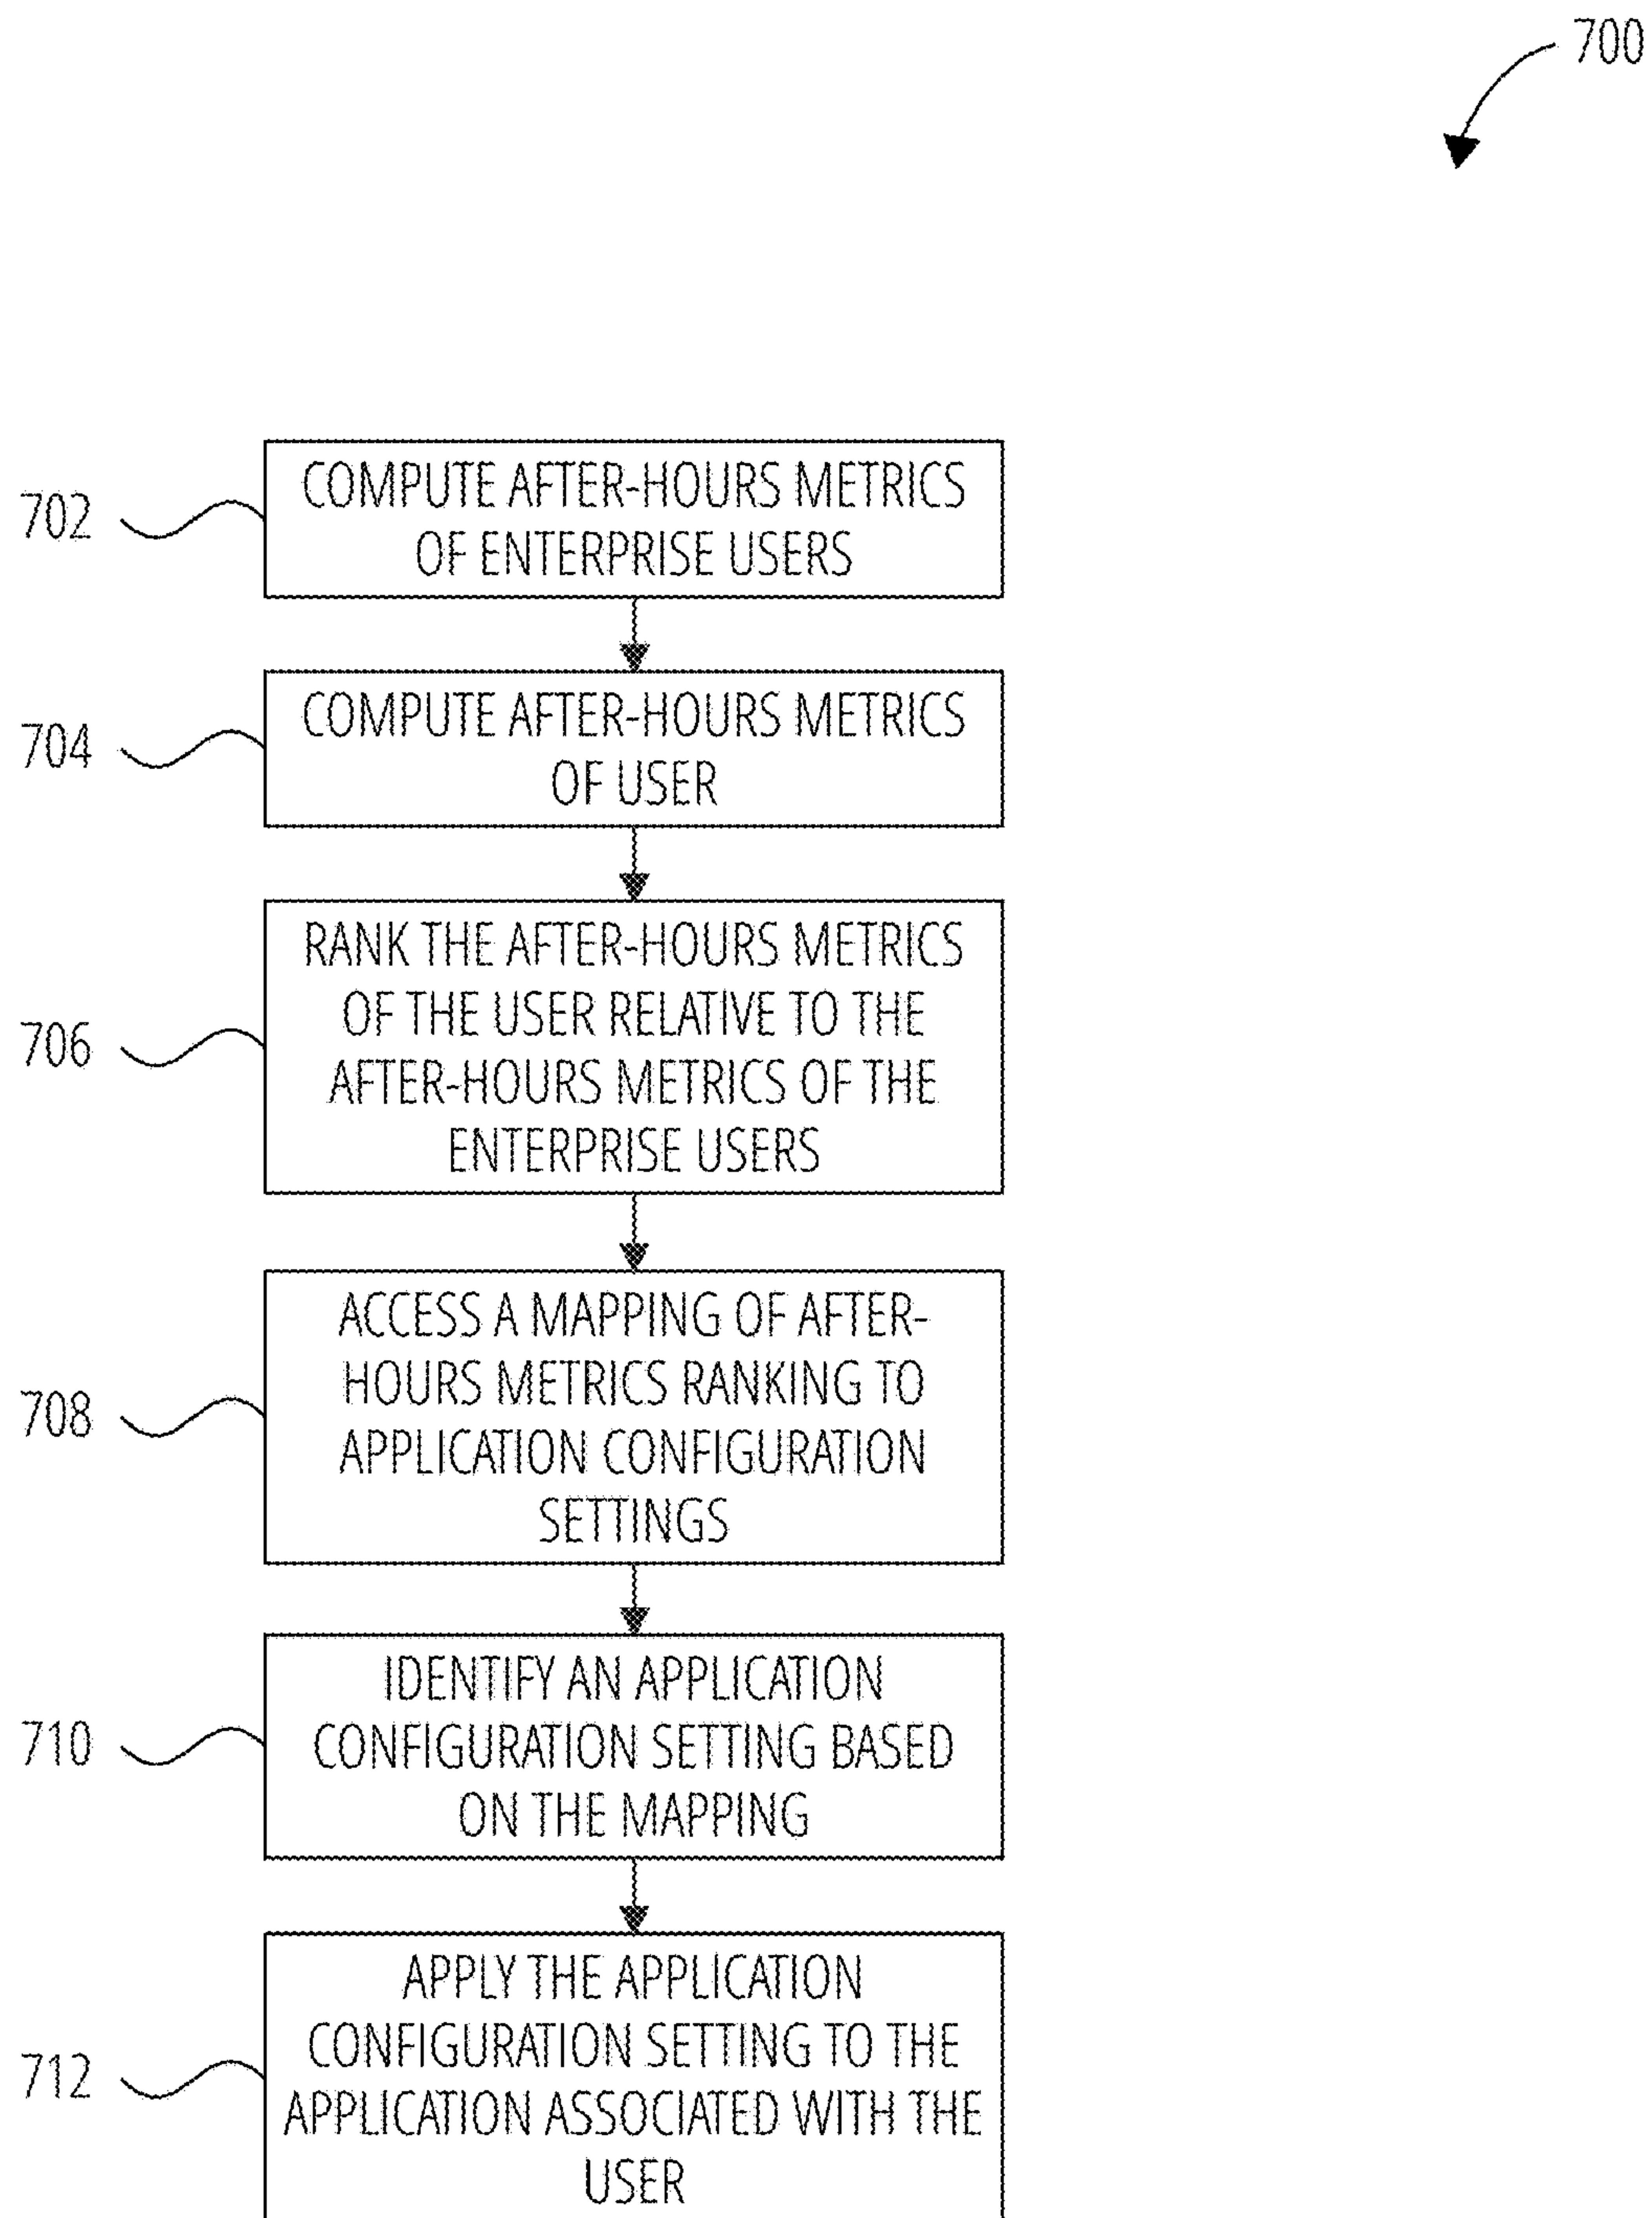 700
702
COMPUTE AFTER-HOURS METRICS
OF ENTERPRISE USERS
704
COMPUTE AFTER-HOURS METRICS
OF USER
706
RANK THE AFTER-HOURS METRICS
OF THE USER RELATIVE TO THE
AFTER-HOURS METRICS OF THE
ENTERPRISE USERS
708
ACCESS A MAPPING OF AFTER-
HOURS METRICS RANKING TO
APPLICATION CONFIGURATION
SETTINGS
710
IDENTIFY AN APPLICATION
CONFIGURATION SETTING BASED
ON THE MAPPING
712
APPLY THE APPLICATION
CONFIGURATION SETTING TO THE
APPLICATION ASSOCIATED WITH THE
USER